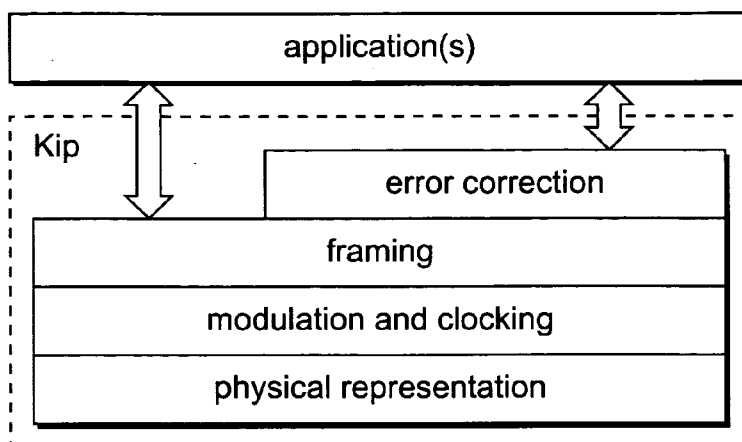 application(s)
Kip
error correction
framing
modulation and clocking
physical representation